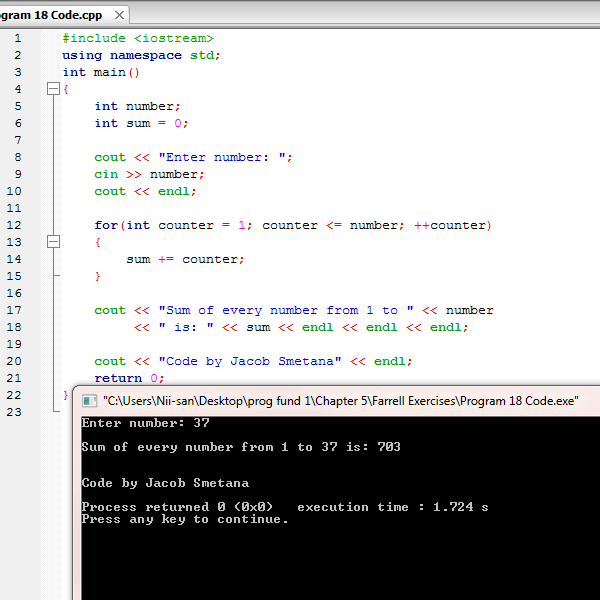 gram 18 Code.cpp
1 #include <iostream>
2 using namespace std;
3 int main()
4 {
5 int number;
6 int sum = 0;
7
8 cout << "Enter number: ";
9 cin >> number;
10 cout << endl;
11
12 for(int counter = 1; counter <= number; ++counter)
13 {
14 sum += counter;
15 }
16
17 cout << "Sum of every number from 1 to " << number
18 << " is: " << sum << endl << endl << endl;
19
20 cout << "Code by Jacob Smetana" << endl;
21 return 0;
22 }
23
"C:\Users\Nii-san\Desktop\prog fund 1\Chapter 5\Farrell Exercises\Program 18 Code.exe"
Enter number: 37
Sum of every number from 1 to 37 is: 703
Code by Jacob Smetana
Process returned 0 (0x0) execution time : 1.724 s
Press any key to continue.